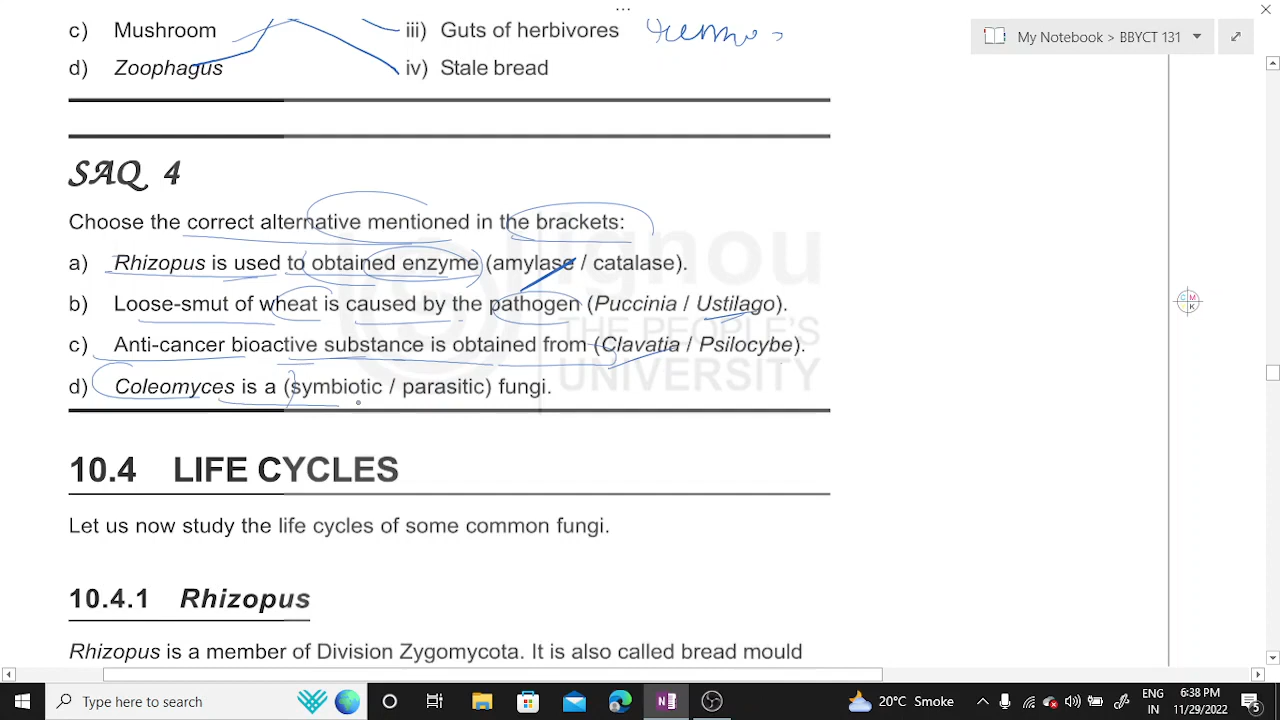 ...
My Notebook > BBYCT 131
c) Mushroom iii) Guts of herbivores
d) Zoophagus iv) Stale bread
SAQ 4
Choose the correct alternative mentioned in the brackets:
a) Rhizopus is used to obtained enzyme (amylase / catalase).
b) Loose-smut of wheat is caused by the pathogen (Puccinia / Ustilago).
c) Anti-cancer bioactive substance is obtained from (Clavatia / Psilocybe).
d) Coleomyces is a (symbiotic / parasitic) fungi.
ignou
THE PEOPLE'S
UNIVERSITY
10.4 LIFE CYCLES
Let us now study the life cycles of some common fungi.
10.4.1 Rhizopus
Rhizopus is a member of Division Zygomycota. It is also called bread mould
C M
K
Type here to search
20°C Smoke
ENG
IN
6:38 PM
11/29/2022
5